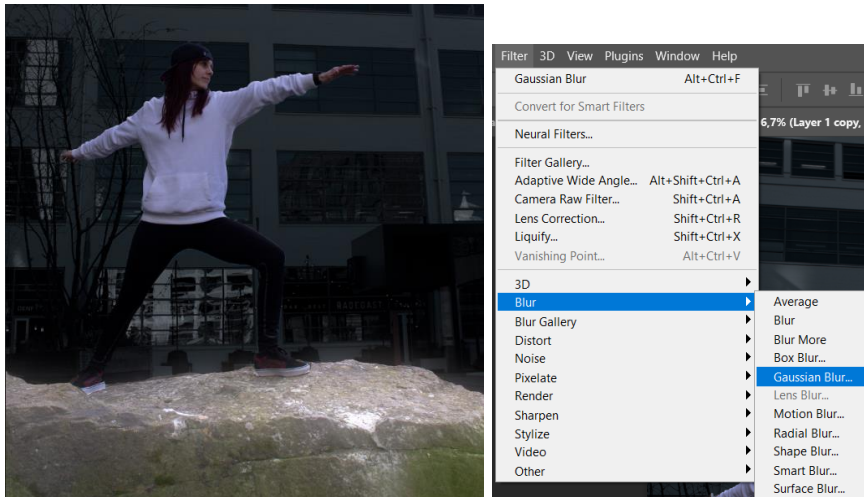 Filter 3D View Plugins Window Help
Gaussian Blur Alt+Ctrl+F
Convert for Smart Filters
6,7% (Layer 1 copy,
Neural Filters...
Filter Gallery...
Adaptive Wide Angle... Alt+Shift+Ctrl+A
Camera Raw Filter... Shift+Ctrl+A
Lens Correction... Shift+Ctrl+R
Liquify... Shift+Ctrl+X
Vanishing Point... Alt+Ctrl+V
3D
Blur
Blur Gallery
Distort
Noise
Pixelate
Render
Sharpen
Stylize
Video
Other
Average
Blur
Blur More
Box Blur...
Gaussian Blur...
Lens Blur...
Motion Blur...
Radial Blur...
Shape Blur...
Smart Blur...
Surface Blur...